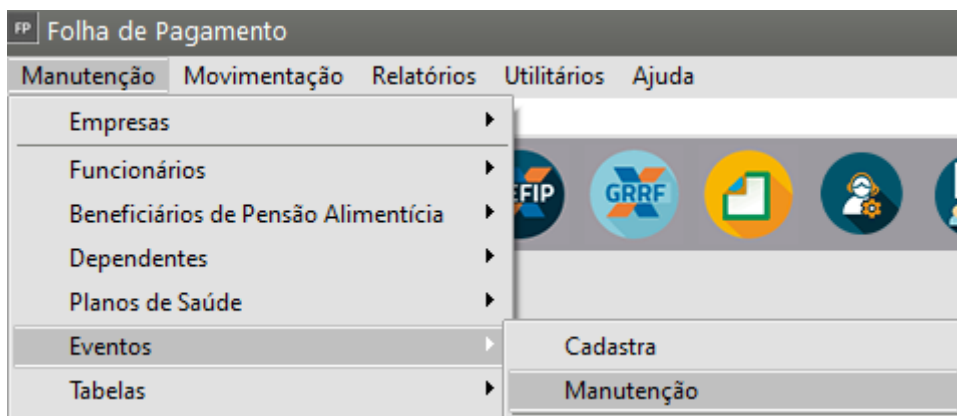 FP Folha de Pagamento
Manutenção Movimentação Relatórios Utilitários Ajuda
Empresas
Funcionários
EFIP GRRF
Beneficiários de Pensão Alimentícia
Dependentes
Planos de Saúde
Eventos Cadastra
Tabelas Manutenção